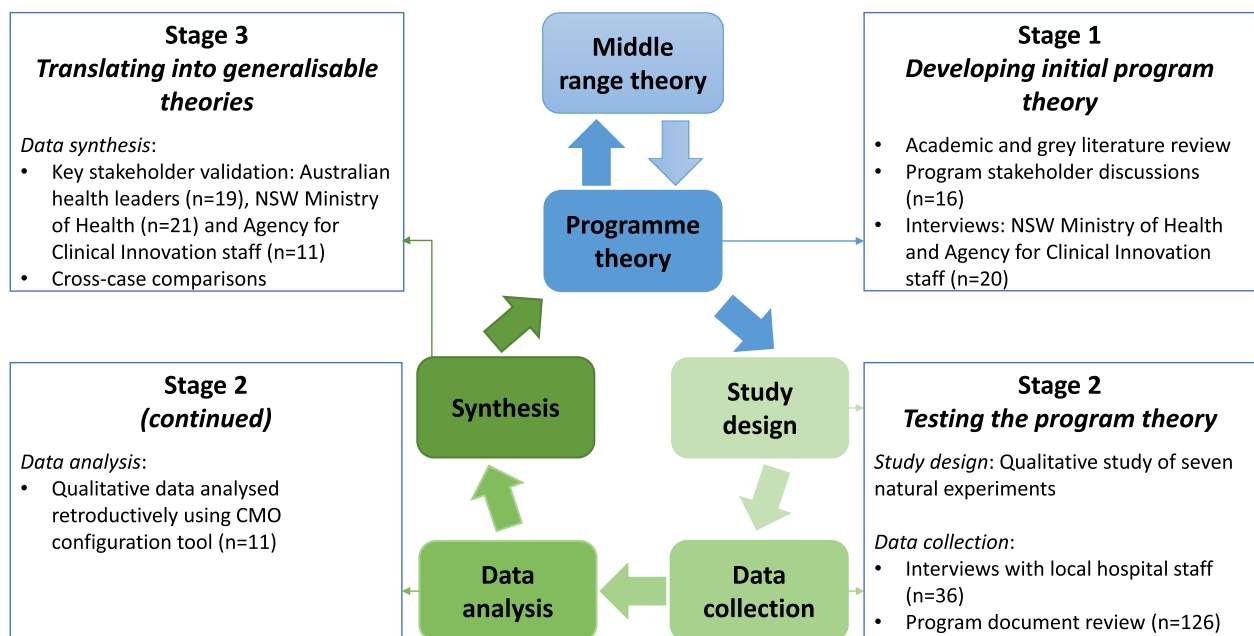 Stage 3
Translating into generalisable
theories
Data synthesis:
• Key stakeholder validation: Australian
health leaders (n=19), NSW Ministry
of Health (n=21) and Agency for
Clinical Innovation staff (n=11)
• Cross-case comparisons
Middle
range theory
Programme
theory
Stage 1
Developing initial program
theory
• Academic and grey literature review
• Program stakeholder discussions
(n=16)
• Interviews: NSW Ministry of Health
and Agency for Clinical Innovation
staff (n=20)
Stage 2
(continued)
Data analysis:
• Qualitative data analysed
retroductively using CMO
configuration tool (n=11)
Synthesis
Study
design
Data
analysis
Data
collection
Stage 2
Testing the program theory
Study design: Qualitative study of seven
natural experiments
Data collection:
• Interviews with local hospital staff
(n=36)
• Program document review (n=126)